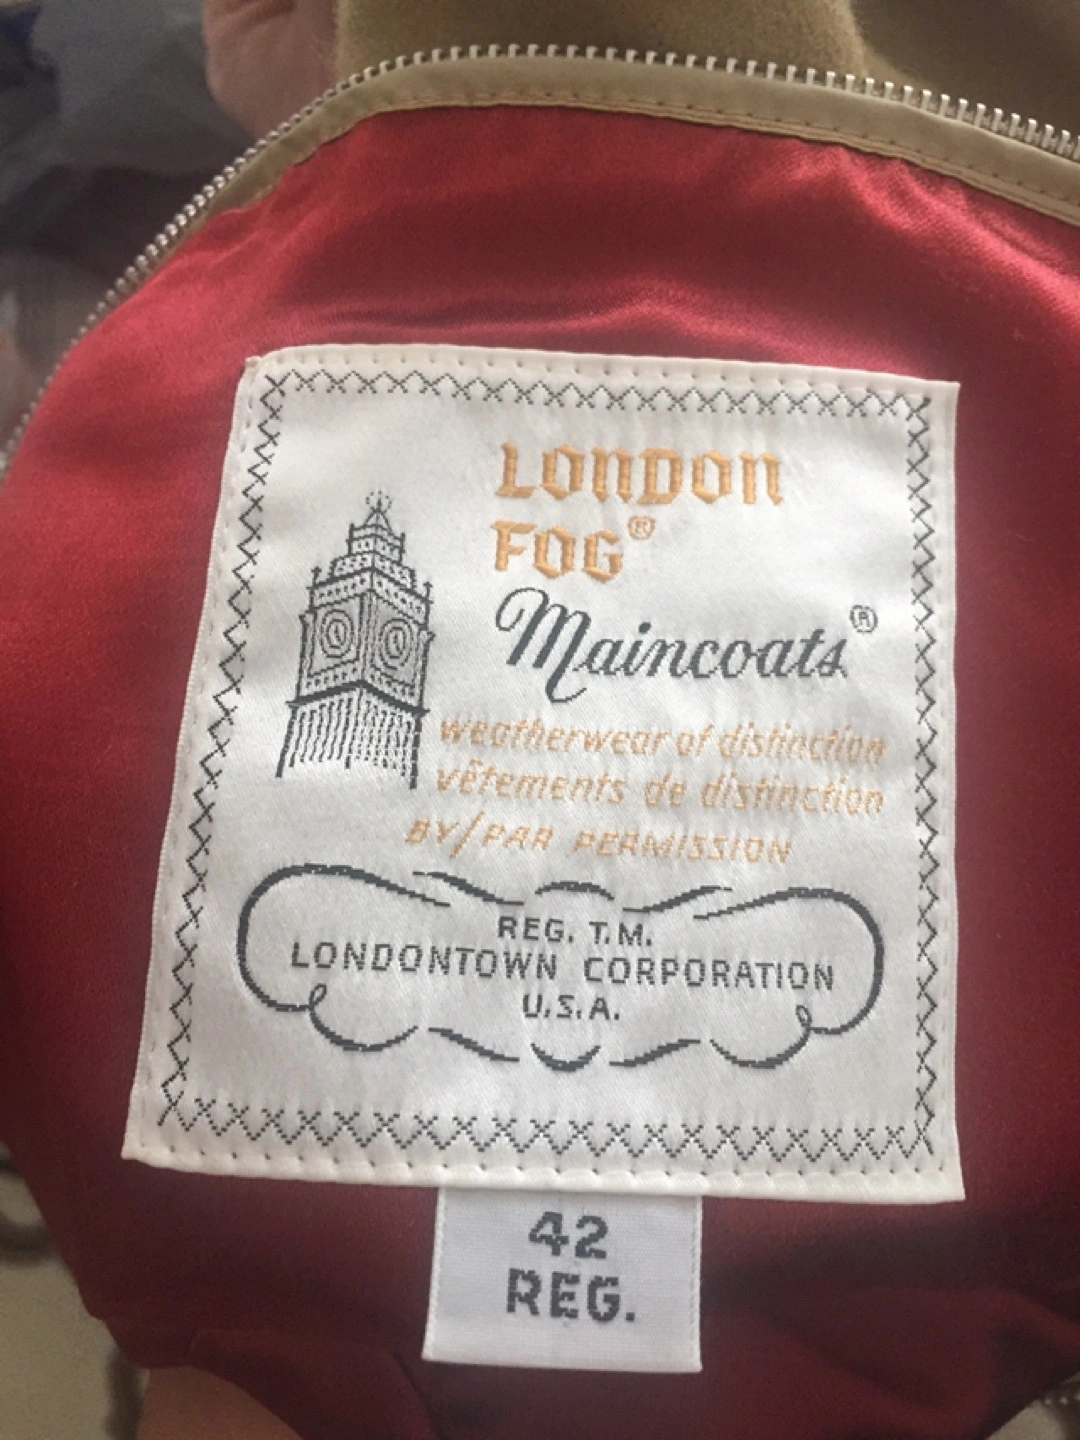 LONDON
FOG®
Maincoats®
weatherwear of distinction
vêtements de distinction
BY/PAR PERMISSION
REG. T.M.
LONDONTOWN CORPORATION
U.S.A.
42
REG.